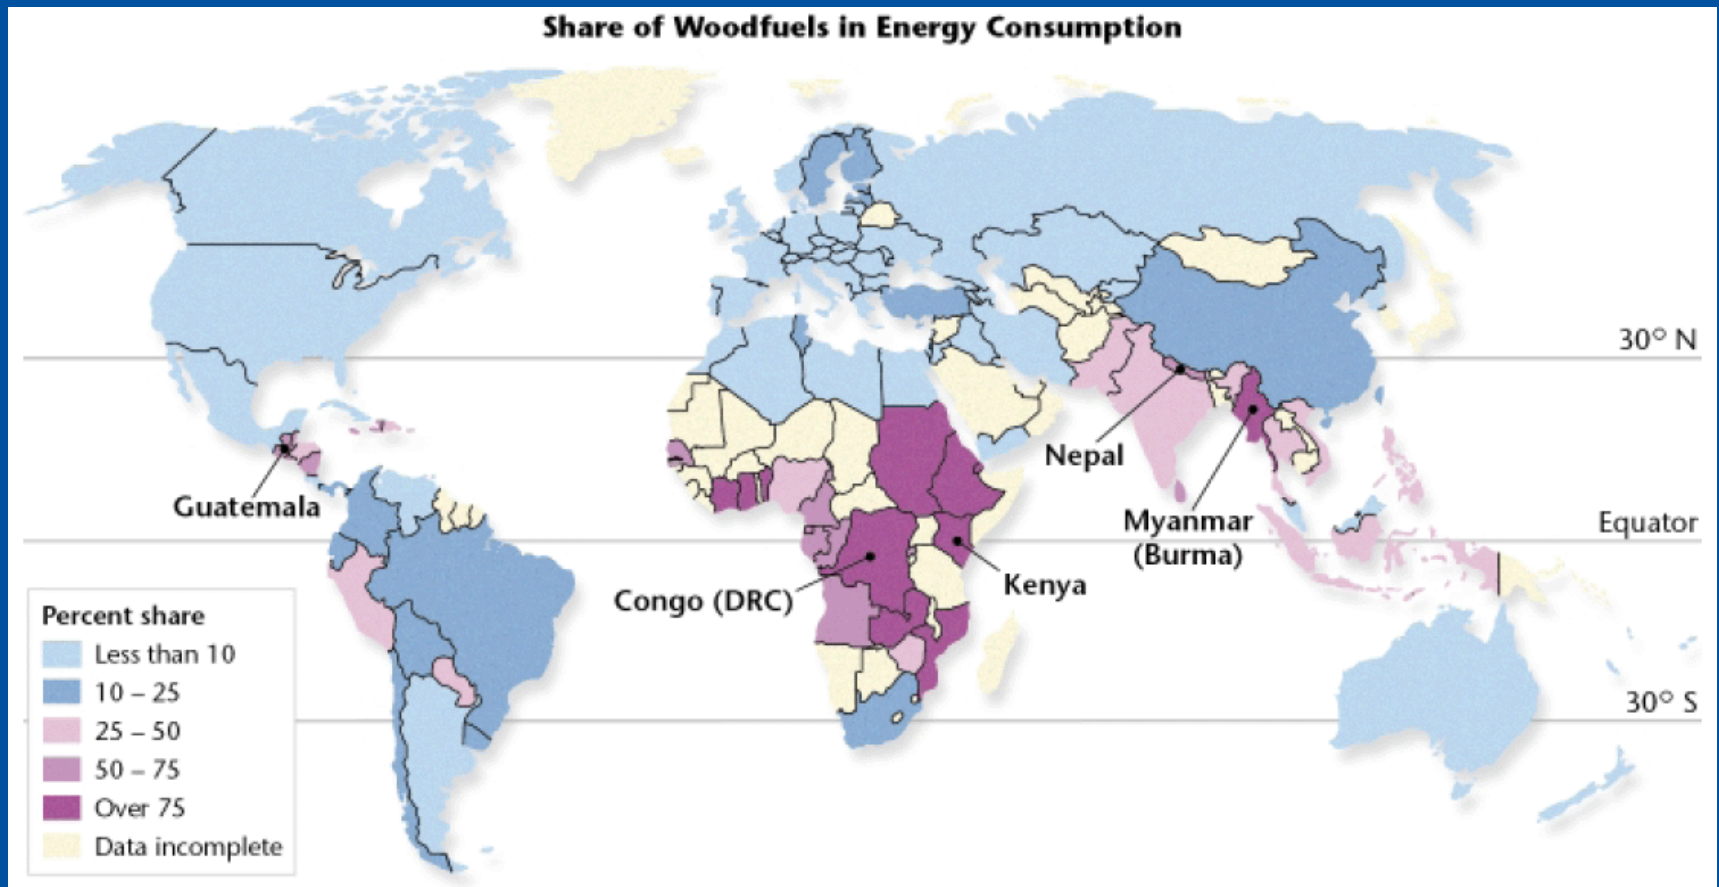 Share of Woodfuels in Energy Consumption
30° N
Nepal
Guatemala
Myanmar
(Burma)
Equator
Kenya
Congo (DRC)
Percent share
Less than 10
10 – 25
25 – 50
50 – 75
Over 75
Data incomplete
30° S